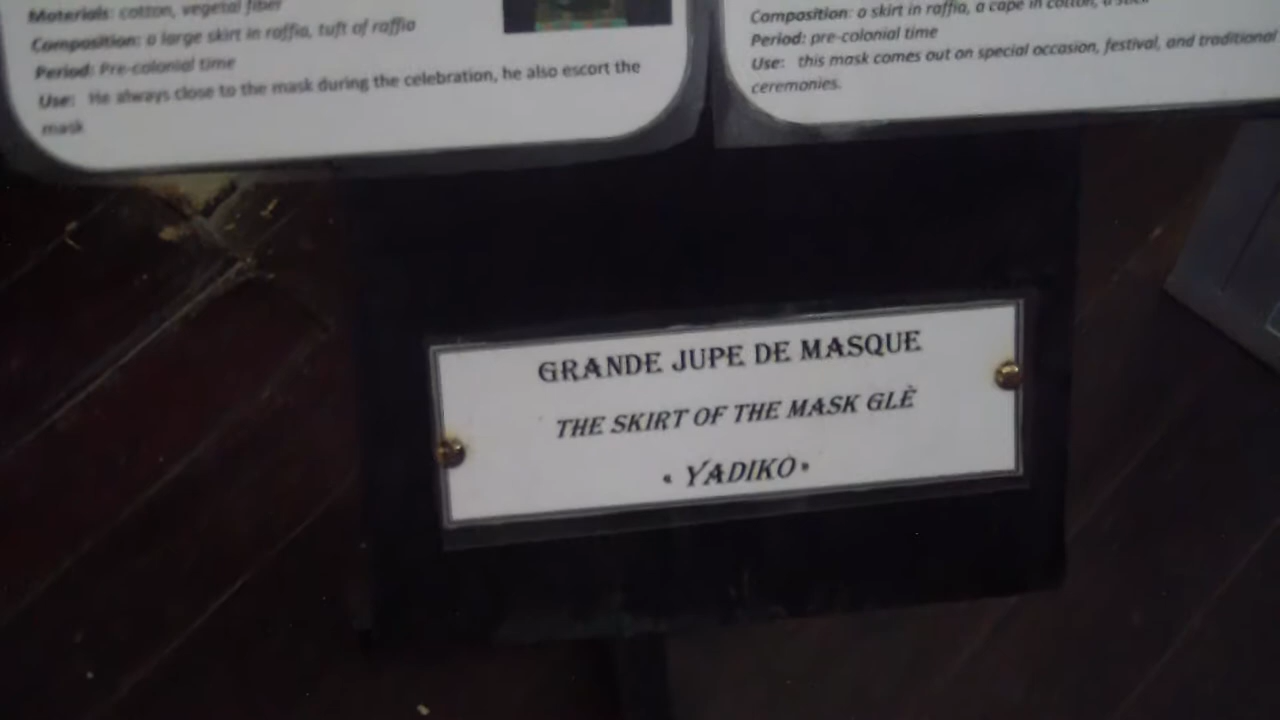 Materials: cotton, vegetal fiber
Composition: a large skirt in raffia, tuft of raffia
Period: Pre-colonial time
Use: He always close to the mask during the celebration, he also escort the
mask
Composition: a skirt in raffia, a cape in cotton, a
Period: pre-colonial time
Use: this mask comes out on special occasion, festival, and traditional
ceremonies.
GRANDE JUPE DE MASQUE
THE SKIRT OF THE MASK GLÈ
« YADIKO»